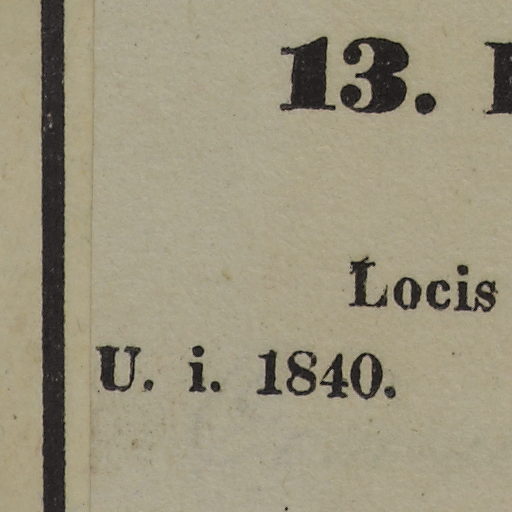 13.
Locis
U. i. 1840.